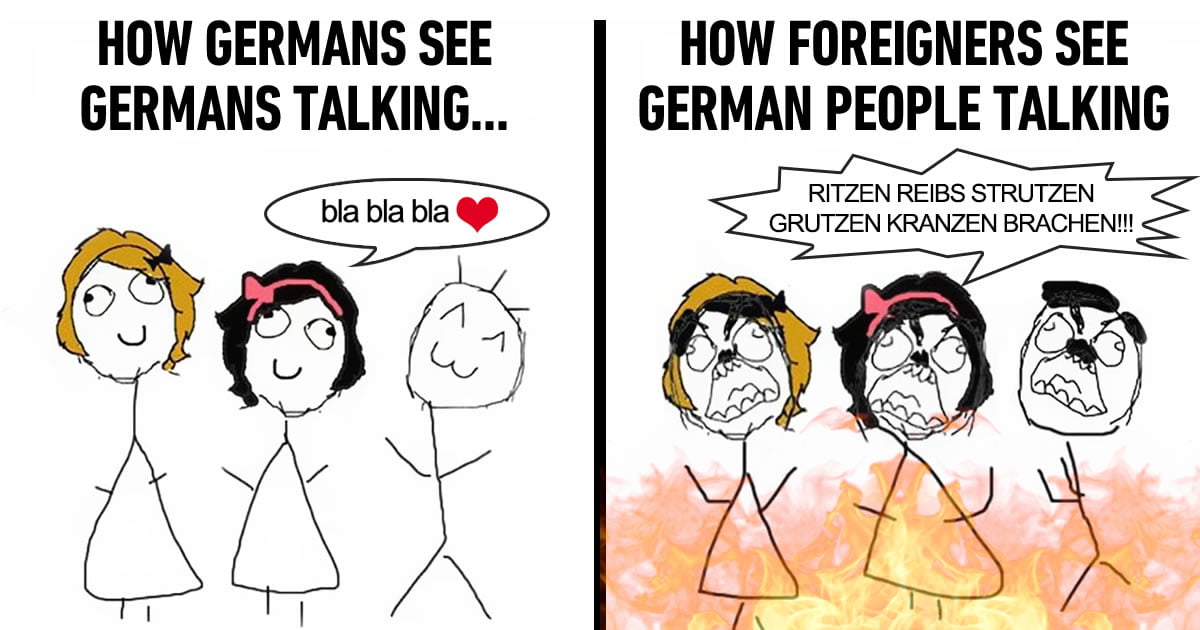 HOW GERMANS SEE
GERMANS TALKING...
bla bla bla ❤
HOW FOREIGNERS SEE
GERMAN PEOPLE TALKING
RITZEN REIBS STRUTZEN
GRUTZEN KRANZEN BRACHEN!!!